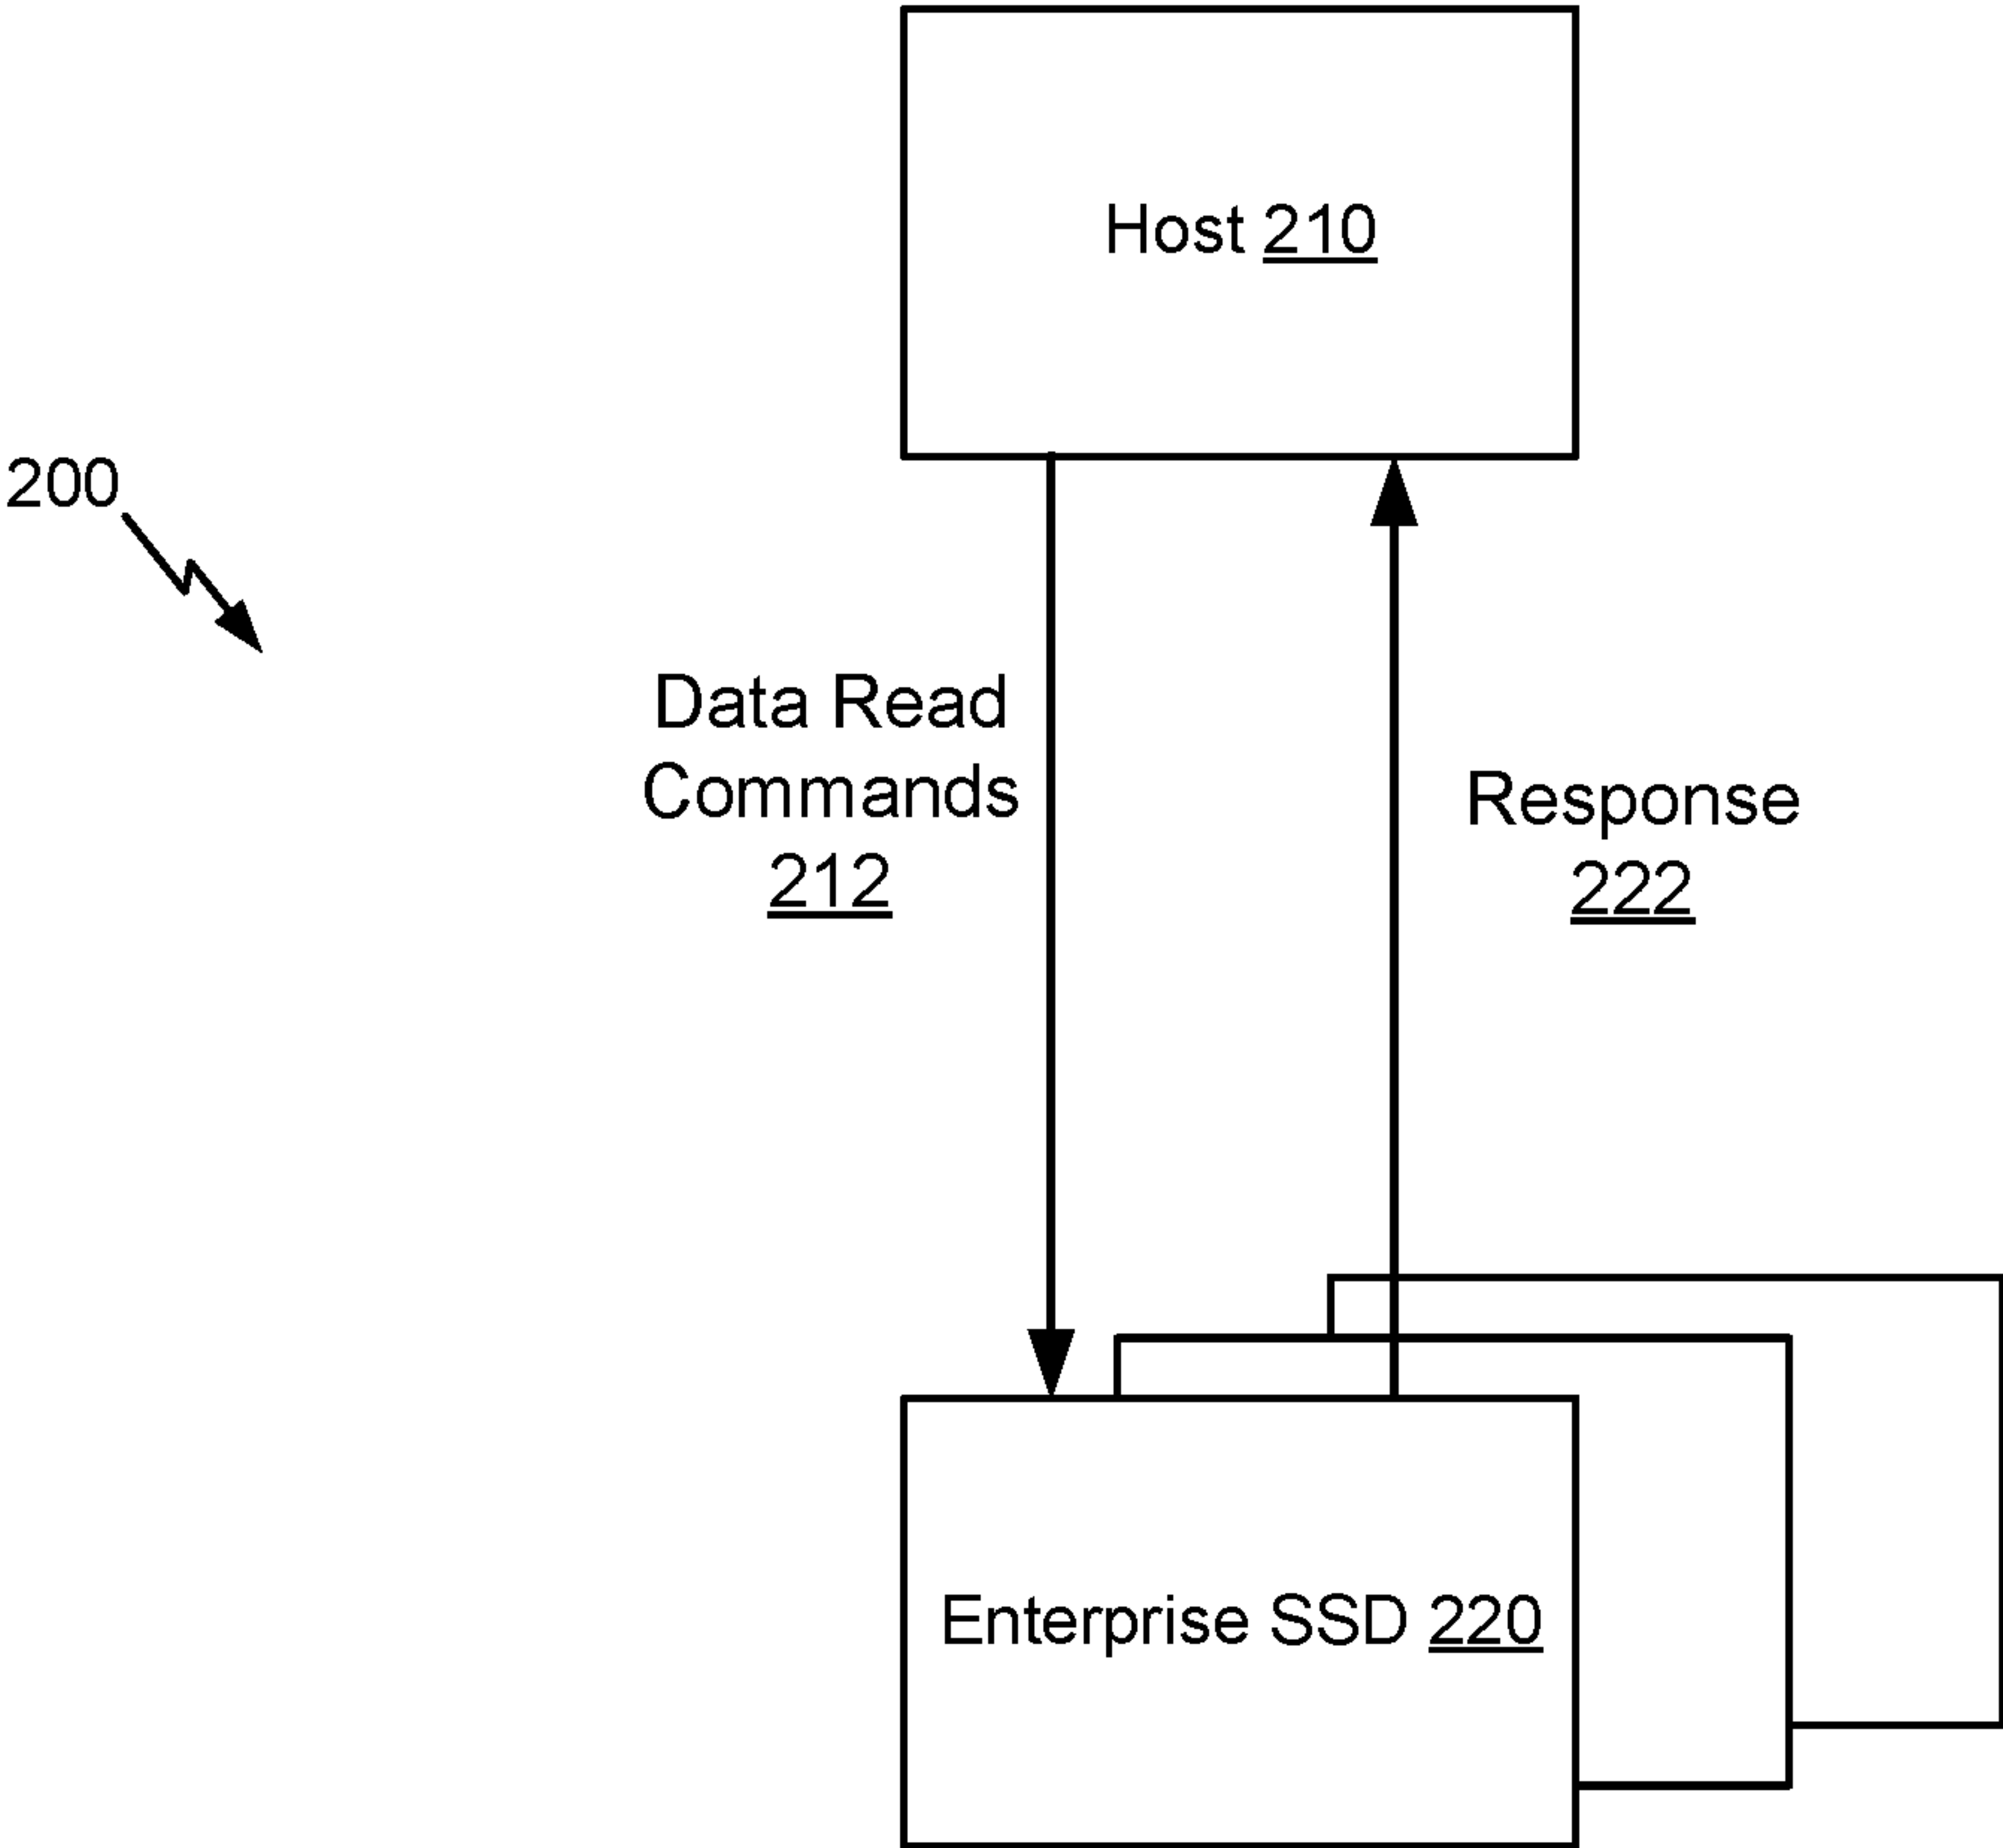 Host 210
200
Data Read
Commands
212
Response
222
Enterprise SSD 220